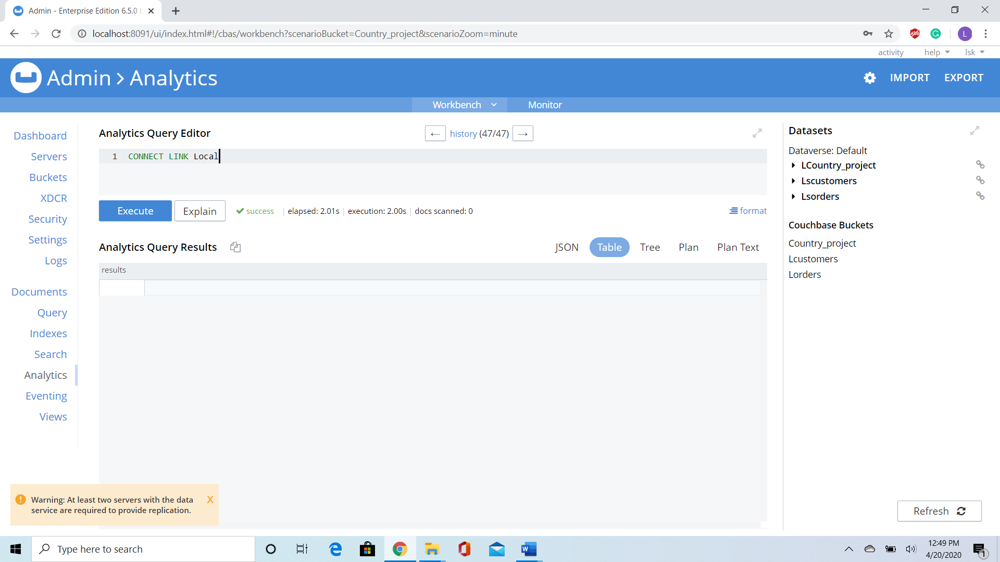 Admin - Enterprise Edition 6.5.0
localhost:8091/ui/index.html#!/cbas/workbench?scenarioBucket=Country_project&scenarioZoom=minute
ABP
G
L
activity help lsk
Admin > Analytics
IMPORT EXPORT
Workbench Monitor
Dashboard
Servers
Buckets
XDCR
Security
Settings
Logs
Documents
Query
Indexes
Search
Analytics
Eventing
Views
Analytics Query Editor
← history (47/47) →
1 CONNECT LINK Local
Execute Explain success elapsed: 2.01s | execution: 2.00s | docs scanned: 0 format
Analytics Query Results JSON Table Tree Plan Plan Text
results
Datasets
Dataverse: Default
LCountry_project
Lscustomers
Lsorders
Couchbase Buckets
Country_project
Lcustomers
Lorders
Refresh
Warning: At least two servers with the data X
service are required to provide replication.
Type here to search
12:49 PM
4/20/2020
1